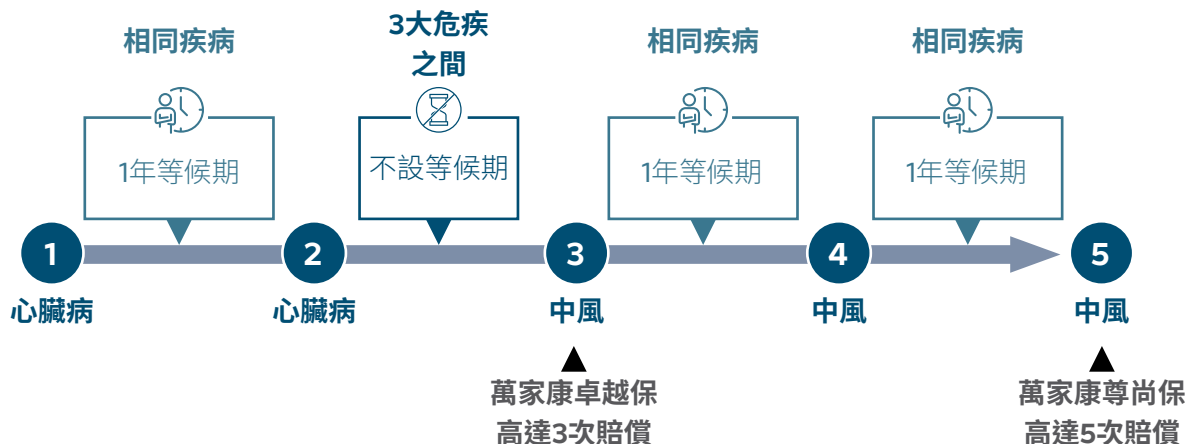 相同疾病
1年等候期
3大危疾
之間
不設等候期
相同疾病
1年等候期
相同疾病
1年等候期
1
2
3
4
5
心臟病
心臟病
中風
中風
中風
萬家康卓越保
高達3次賠償
萬家康尊尚保
高達5次賠償